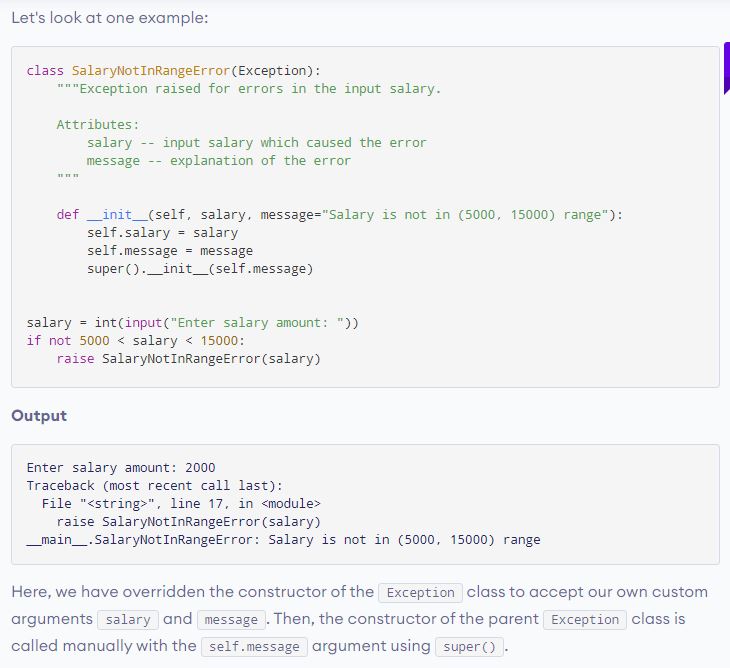 Let's look at one example:
class SalaryNotInRangeError(Exception):
    """Exception raised for errors in the input salary.
    Attributes:
        salary -- input salary which caused the error
        message -- explanation of the error
    """
    def __init__(self, salary, message="Salary is not in (5000, 15000) range"):
        self.salary = salary
        self.message = message
        super().__init__(self.message)
salary = int(input("Enter salary amount: "))
if not 5000 < salary < 15000:
    raise SalaryNotInRangeError(salary)
Output
Enter salary amount: 2000
Traceback (most recent call last):
  File "<string>", line 17, in <module>
    raise SalaryNotInRangeError(salary)
__main__.SalaryNotInRangeError: Salary is not in (5000, 15000) range
Here, we have overridden the constructor of the Exception class to accept our own custom
arguments salary and message. Then, the constructor of the parent Exception class is
called manually with the self.message argument using super().